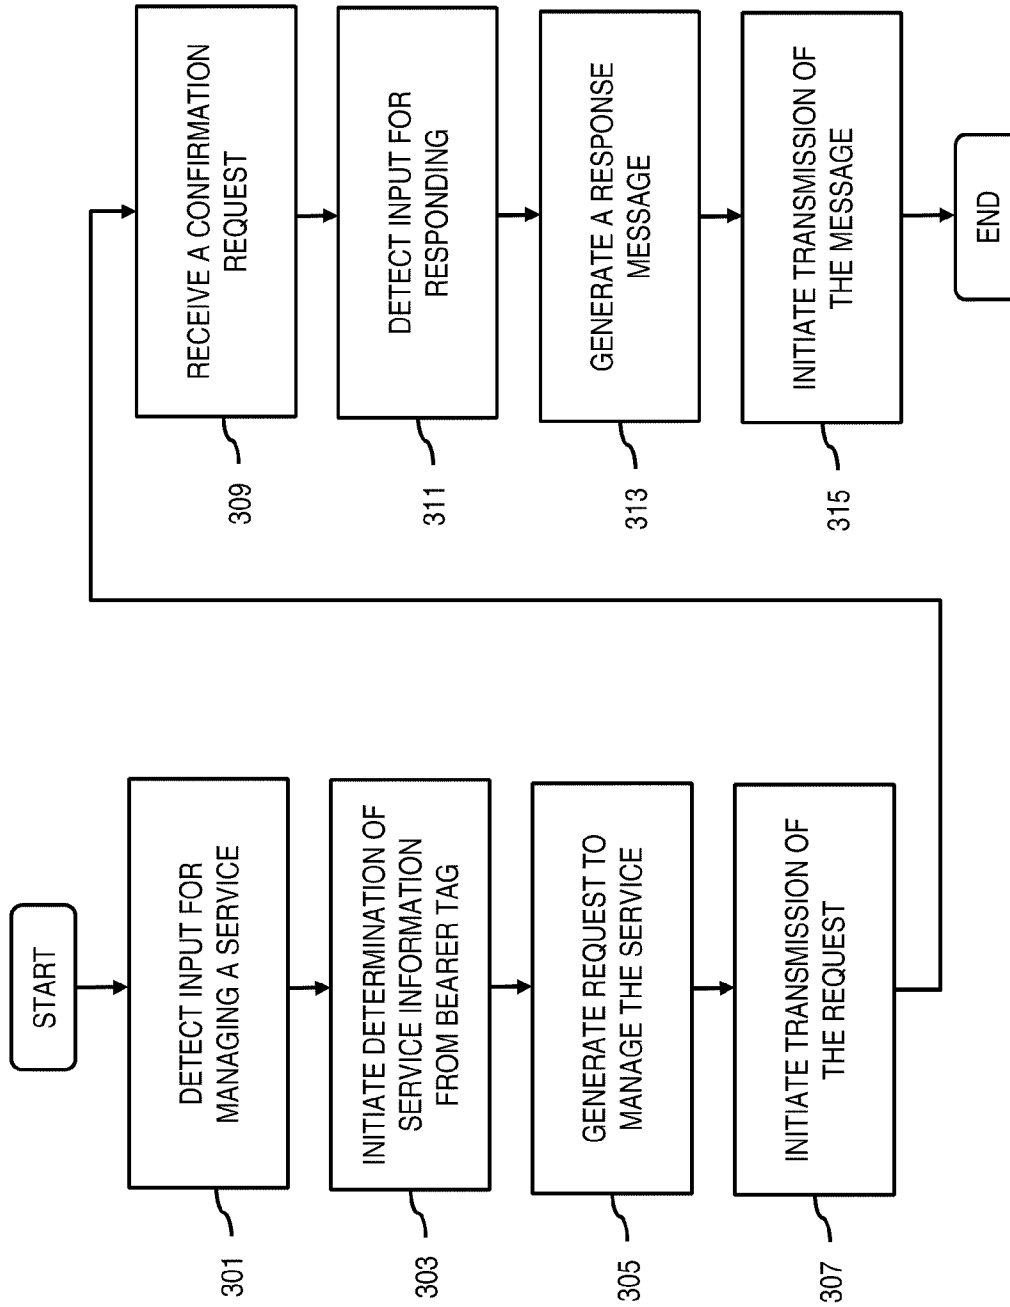 START
DETECT INPUT FOR
MANAGING A SERVICE
301
INITIATE DETERMINATION OF
SERVICE INFORMATION
FROM BEARER TAG
303
GENERATE REQUEST TO
MANAGE THE SERVICE
305
INITIATE TRANSMISSION OF
THE REQUEST
307
RECEIVE A CONFIRMATION
REQUEST
309
DETECT INPUT FOR
RESPONDING
311
GENERATE A RESPONSE
MESSAGE
313
INITIATE TRANSMISSION OF
THE MESSAGE
315
END